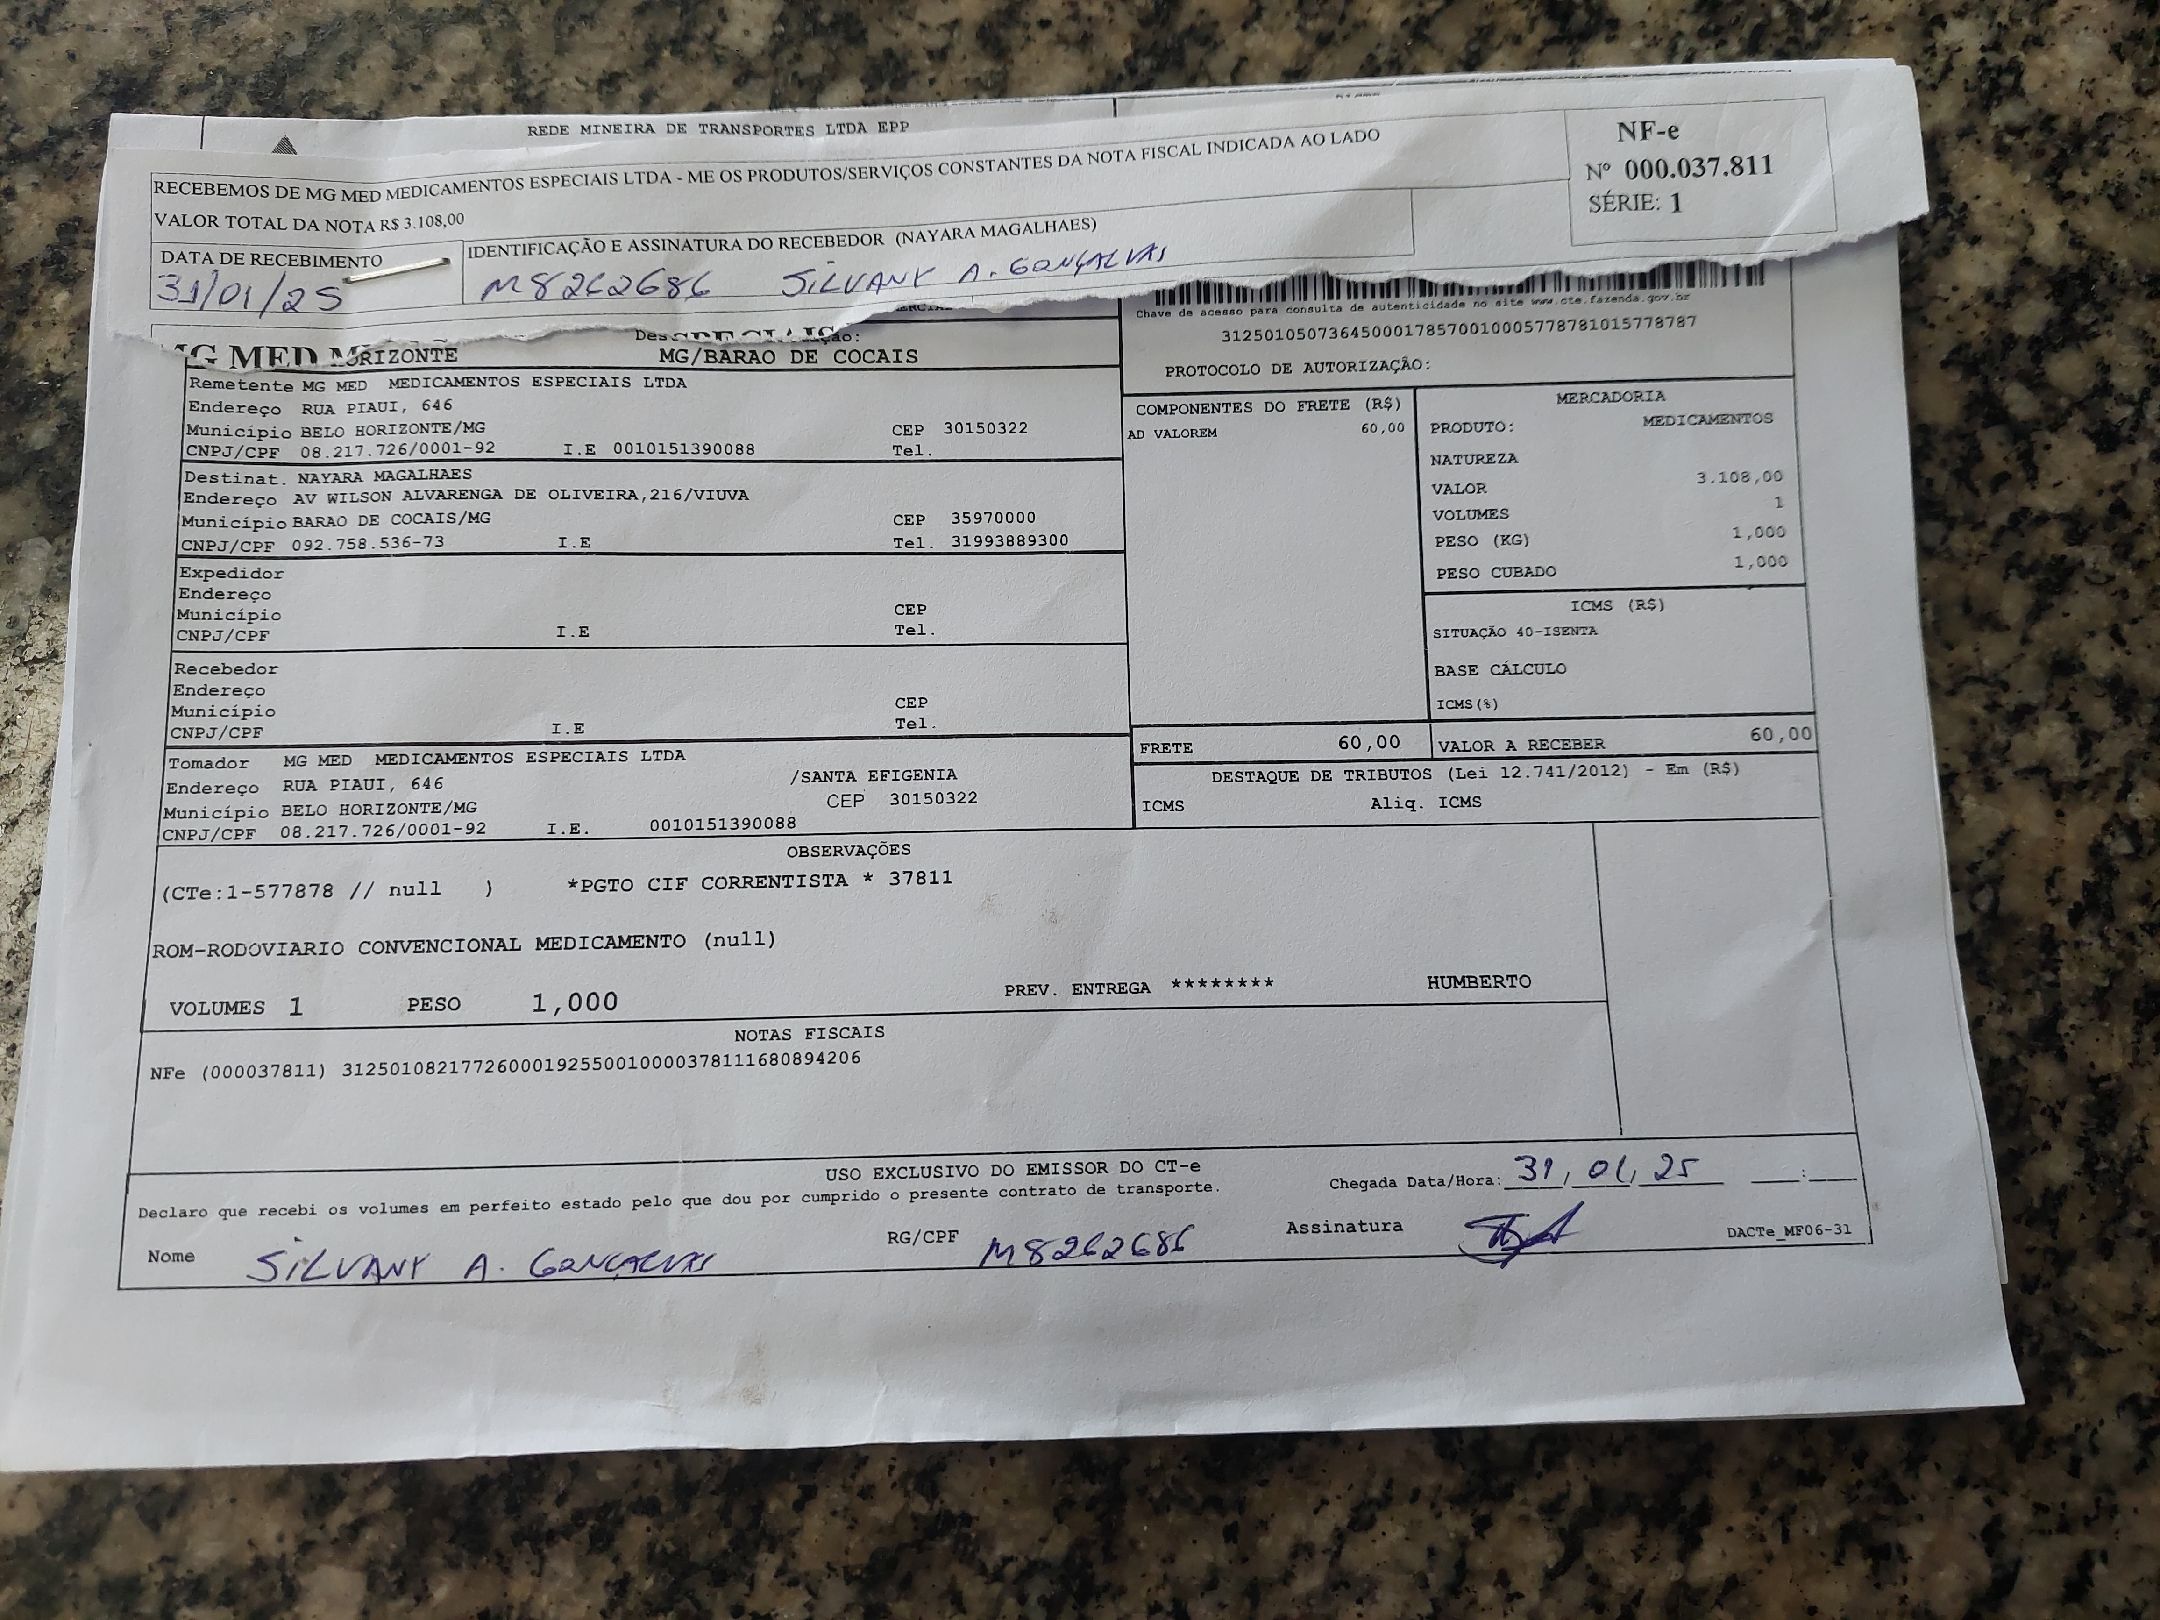 REDE MINEIRA DE TRANSPORTES LTDA EPP
RECEBEMOS DE MG MED MEDICAMENTOS ESPECIAIS LTDA - ME OS PRODUTOS/SERVIÇOS CONSTANTES DA NOTA FISCAL INDICADA AO LADO
VALOR TOTAL DA NOTA R$ 3.108,00
NF-e
Nº 000.037.811
SÉRIE: 1
DATA DE RECEBIMENTO
31/01/25
IDENTIFICAÇÃO E ASSINATURA DO RECEBEDOR (NAYARA MAGALHAES)
M8262686 SILVANY A. GONÇALVES
Chave de acesso para consulta de autenticidade no site www.cte.fazenda.gov.br
31250105073645000178570010005778781015778787
PROTOCOLO DE AUTORIZAÇÃO:
MG MED
ORIZONTE
MG/BARAO DE COCAIS
Remetente MG MED MEDICAMENTOS ESPECIAIS LTDA
Endereço RUA PIAUI, 646
Município BELO HORIZONTE/MG CEP 30150322
CNPJ/CPF 08.217.726/0001-92 I.E 0010151390088 Tel.
Destinat. NAYARA MAGALHAES
Endereço AV WILSON ALVARENGA DE OLIVEIRA,216/VIUVA
Município BARAO DE COCAIS/MG CEP 35970000
CNPJ/CPF 092.758.536-73 I.E Tel. 31993889300
Expedidor
Endereço
Município CEP
CNPJ/CPF I.E Tel.
Recebedor
Endereço
Município CEP
CNPJ/CPF I.E Tel.
Tomador MG MED MEDICAMENTOS ESPECIAIS LTDA
Endereço RUA PIAUI, 646 /SANTA EFIGENIA
Município BELO HORIZONTE/MG CEP 30150322
CNPJ/CPF 08.217.726/0001-92 I.E. 0010151390088
COMPONENTES DO FRETE (R$)
AD VALOREM 60,00
MERCADORIA
PRODUTO: MEDICAMENTOS
NATUREZA
VALOR 3.108,00
VOLUMES 1
PESO (KG) 1,000
PESO CUBADO 1,000
ICMS (R$)
SITUAÇÃO 40-ISENTA
BASE CÁLCULO
ICMS(%)
FRETE 60,00 VALOR A RECEBER 60,00
DESTAQUE DE TRIBUTOS (Lei 12.741/2012) - Em (R$)
ICMS Aliq. ICMS
OBSERVAÇÕES
(CTe:1-577878 // null ) *PGTO CIF CORRENTISTA * 37811
ROM-RODOVIARIO CONVENCIONAL MEDICAMENTO (null)
VOLUMES 1 PESO 1,000 PREV. ENTREGA ******** HUMBERTO
NOTAS FISCAIS
NFe (000037811) 31250108217726000192550010000378111680894206
USO EXCLUSIVO DO EMISSOR DO CT-e
Declaro que recebi os volumes em perfeito estado pelo que dou por cumprido o presente contrato de transporte.
Chegada Data/Hora: 31/01/25 __:__
Nome SILVANY A. GONÇALVES RG/CPF M8262686 Assinatura
DACTe_MF06-31